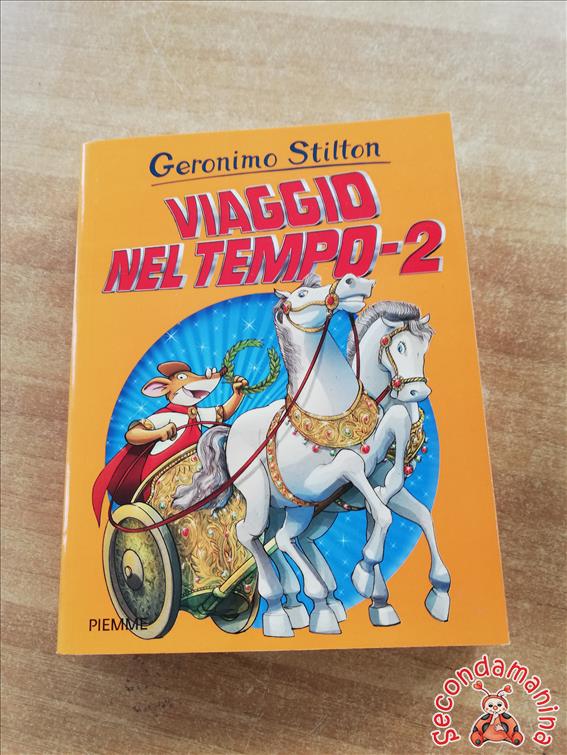 Geronimo Stilton
VIAGGIO
NEL TEMPO-2
PIEMME
Secondamanina